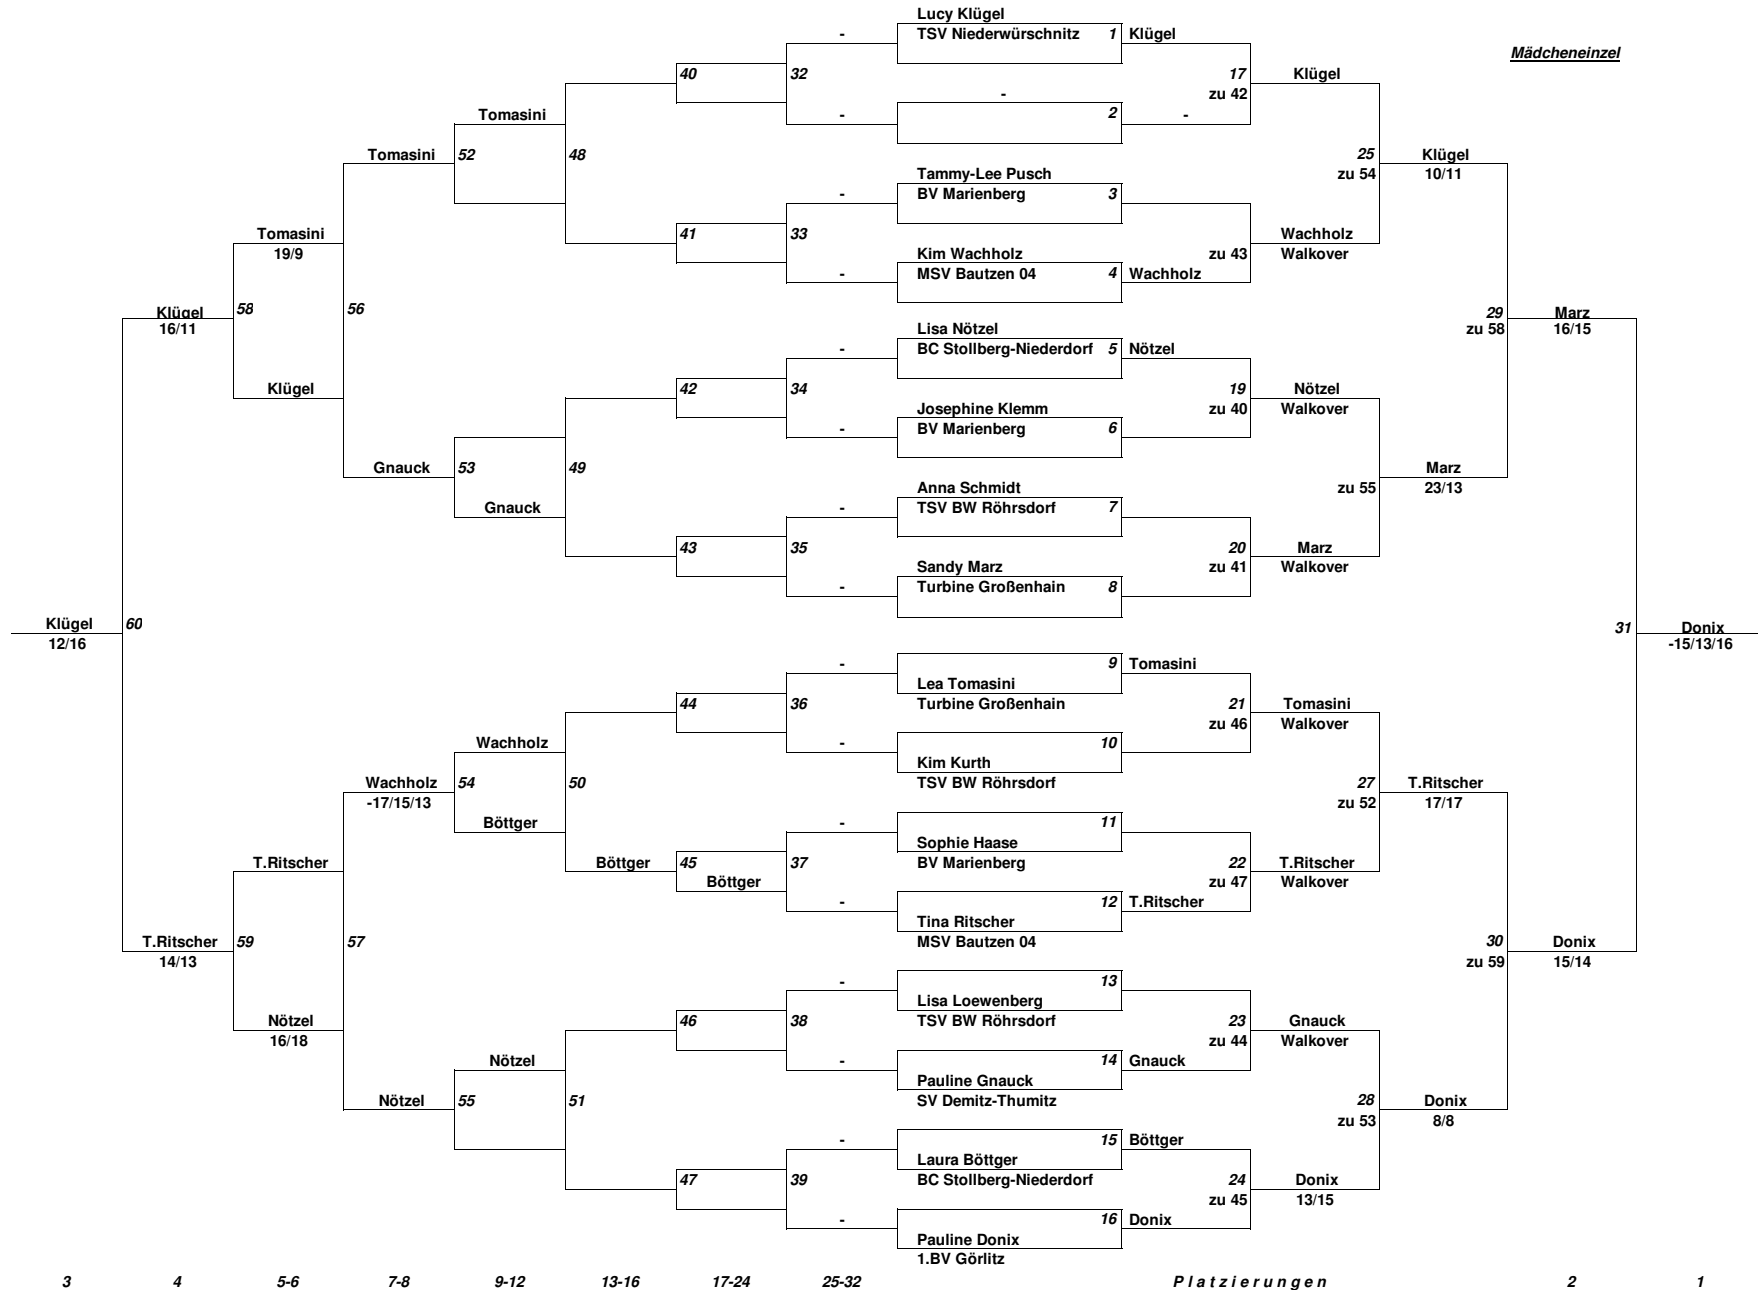 Lucy Klügel
- TSV Niederwürschnitz 1 Klügel
Mädcheneinzel
40 32 17 Klügel
zu 42
-
Tomasini - 2 -
Tomasini 52 48 25 Klügel
zu 54 10/11
Tammy-Lee Pusch
- BV Marienberg 3
Tomasini 41 33 Wachholz
19/9 Kim Wachholz zu 43 Walkover
- MSV Bautzen 04 4 Wachholz
Klügel 58 56 29 Marz
16/11 Lisa Nötzel zu 58 16/15
- BC Stollberg-Niederdorf 5 Nötzel
Klügel 42 34 19 Nötzel
Josephine Klemm zu 40 Walkover
- BV Marienberg 6
Gnauck 53 49 Marz
Anna Schmidt zu 55 23/13
Gnauck - TSV BW Röhrsdorf 7
43 35 20 Marz
Sandy Marz zu 41 Walkover
- Turbine Großenhain 8
Klügel 60 31 Donix
12/16 -15/13/16
- 9 Tomasini
Lea Tomasini
44 36 Turbine Großenhain 21 Tomasini
zu 46 Walkover
Wachholz - 10
Kim Kurth
Wachholz 54 50 TSV BW Röhrsdorf 27 T.Ritscher
-17/15/13 zu 52 17/17
Böttger - 11
Sophie Haase
T.Ritscher Böttger 45 37 BV Marienberg 22 T.Ritscher
Böttger zu 47 Walkover
- 12 T.Ritscher
Tina Ritscher
T.Ritscher 59 57 MSV Bautzen 04 30 Donix
14/13 zu 59 15/14
- 13
Lisa Loewenberg
Nötzel 46 38 TSV BW Röhrsdorf 23 Gnauck
16/18 zu 44 Walkover
Nötzel - 14 Gnauck
Pauline Gnauck
Nötzel 55 51 SV Demitz-Thumitz 28 Donix
zu 53 8/8
- 15 Böttger
Laura Böttger
47 39 BC Stollberg-Niederdorf 24 Donix
zu 45 13/15
- 16 Donix
Pauline Donix
1.BV Görlitz
3 4 5-6 7-8 9-12 13-16 17-24 25-32 Platzierungen 2 1